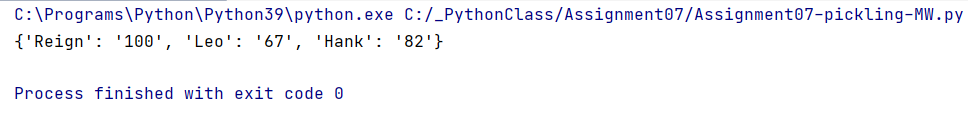 C:\Programs\Python\Python39\python.exe C:/_PythonClass/Assignment07/Assignment07-pickling-MW.py
{'Reign': '100', 'Leo': '67', 'Hank': '82'}
Process finished with exit code 0